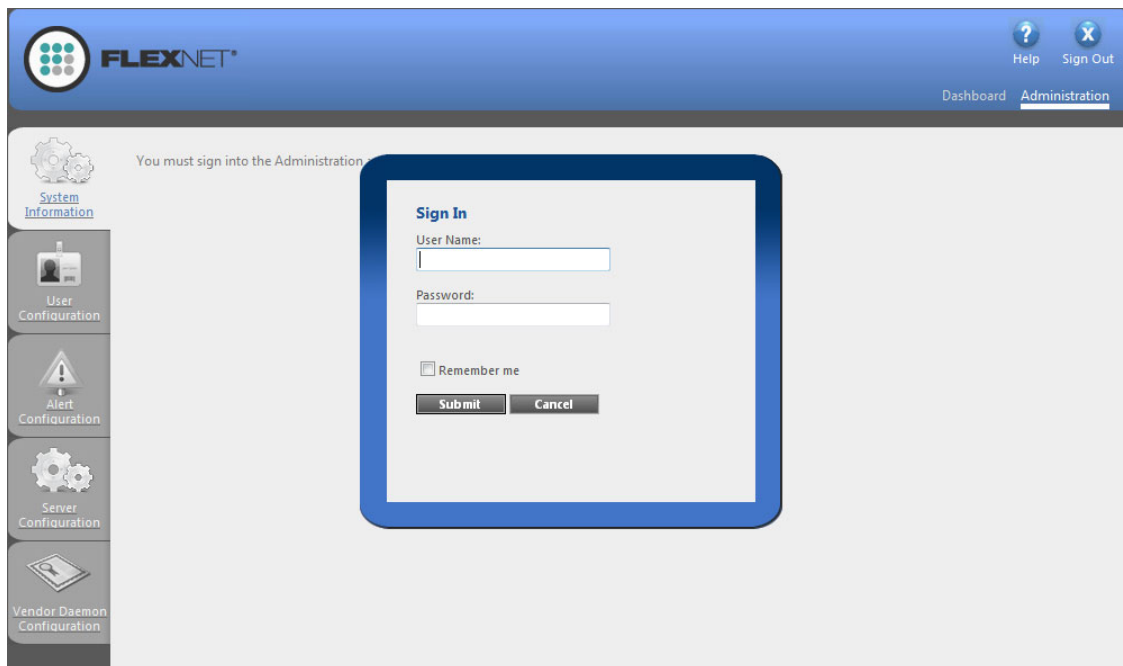 FLEXNET®
Help
Sign Out
Dashboard
Administration
System
Information
You must sign into the Administration
Sign In
User Name:
Password:
Remember me
Submit
Cancel
User
Configuration
Alert
Configuration
Server
Configuration
Vendor Daemon
Configuration